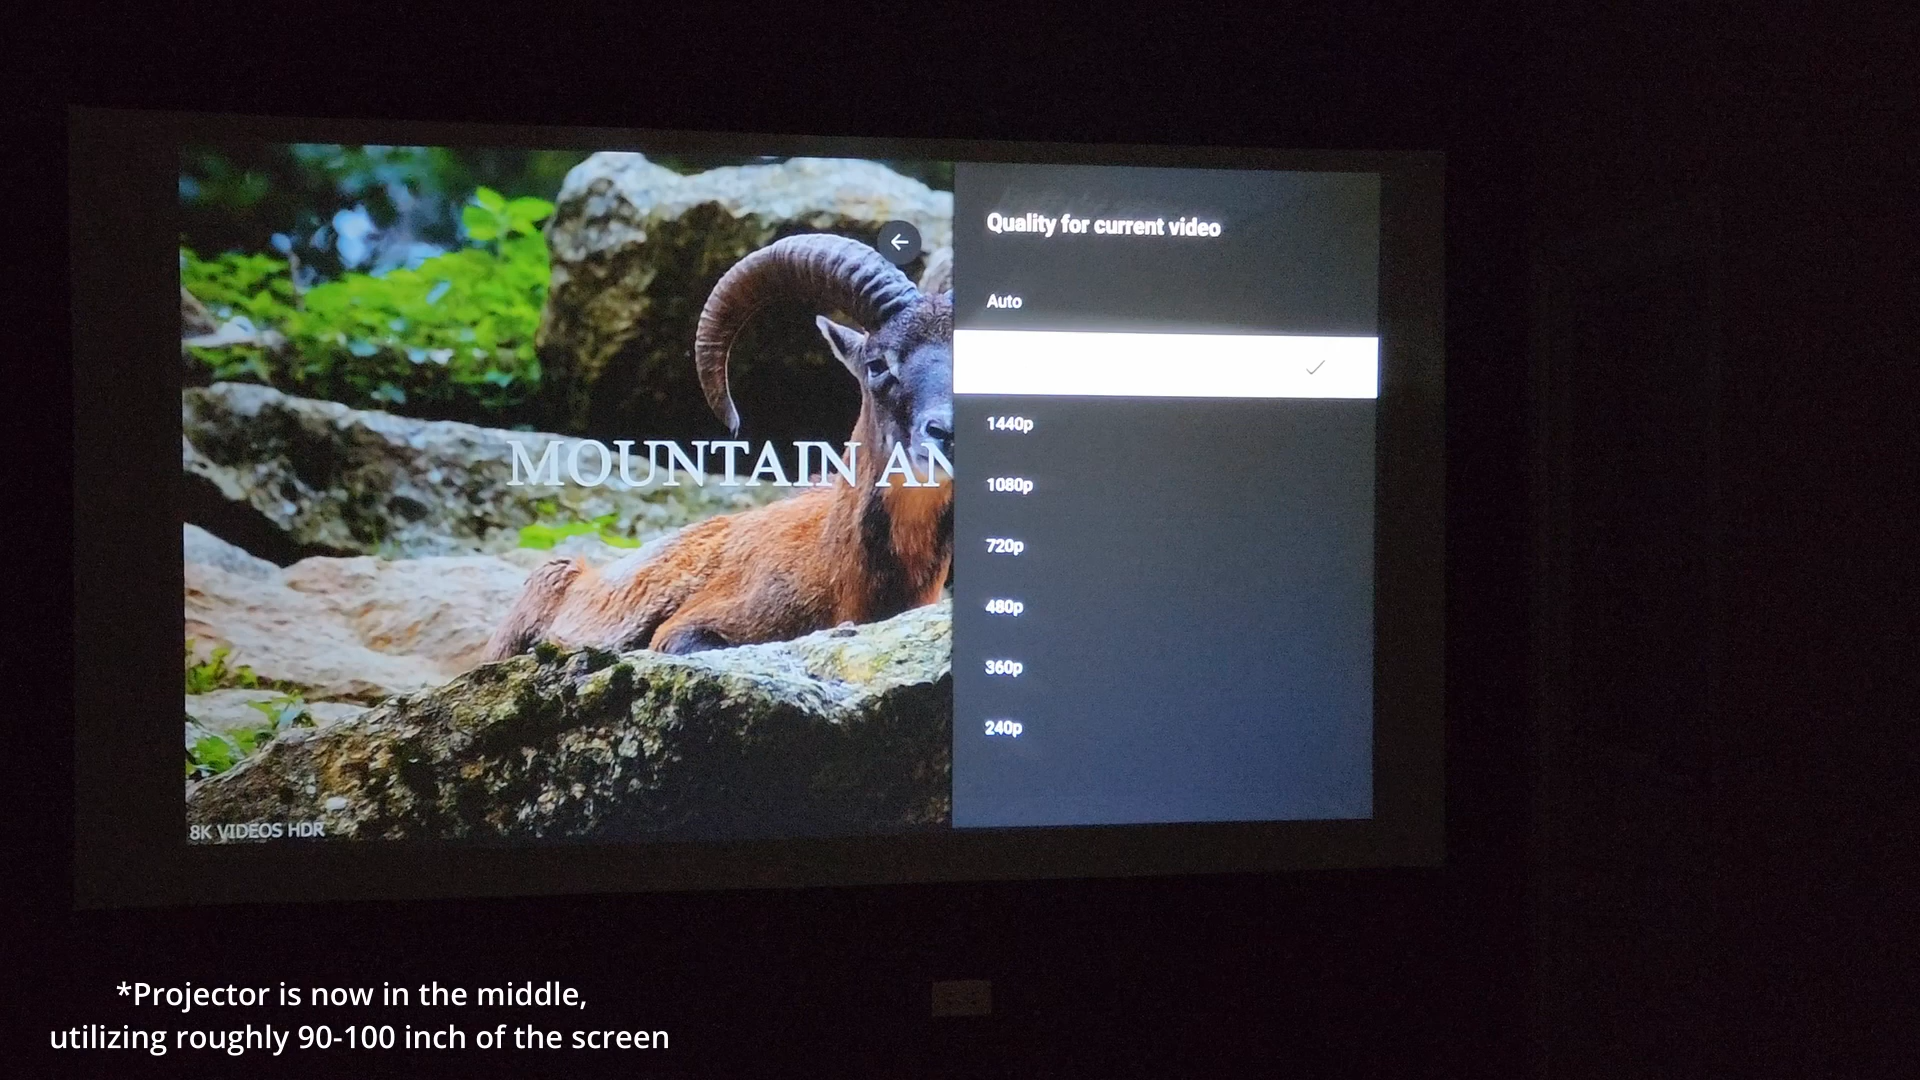 Quality for current video
Auto
1440p
1080p
720p
480p
360p
240p
MOUNTAIN AN
8K VIDEOS HDR
*Projector is now in the middle,
utilizing roughly 90-100 inch of the screen